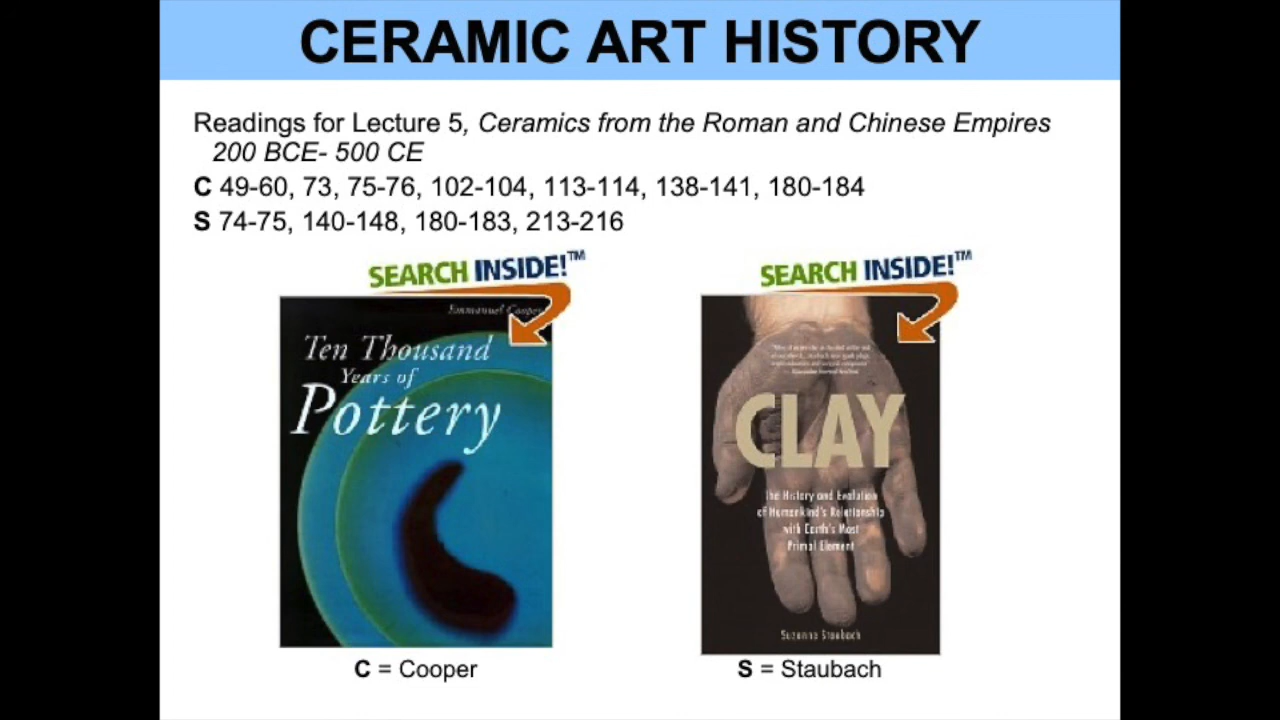 CERAMIC ART HISTORY
Readings for Lecture 5, Ceramics from the Roman and Chinese Empires
200 BCE- 500 CE
C 49-60, 73, 75-76, 102-104, 113-114, 138-141, 180-184
S 74-75, 140-148, 180-183, 213-216
SEARCH INSIDE!™
Emmanuel Cooper
Ten Thousand
Years of
Pottery
C = Cooper
SEARCH INSIDE!™
CLAY
The History and Evolution
of Humankind's Relationship
with Earth's Most
Primal Element
Suzanne Staubach
S = Staubach